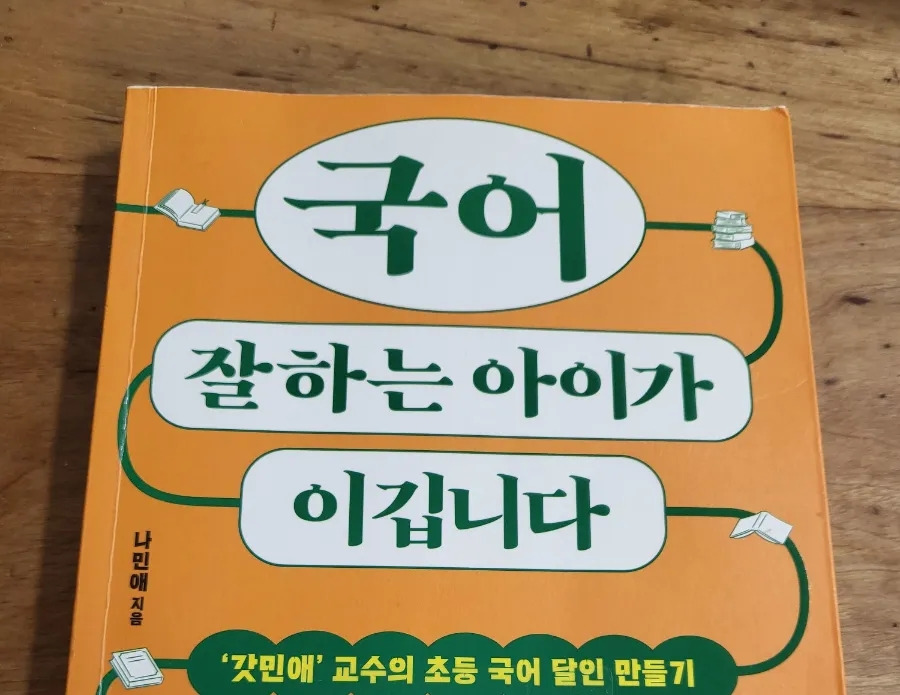 국어
잘하는 아이가
이깁니다
나민애 지음
‘갓민애’ 교수의 초등 국어 달인 만들기